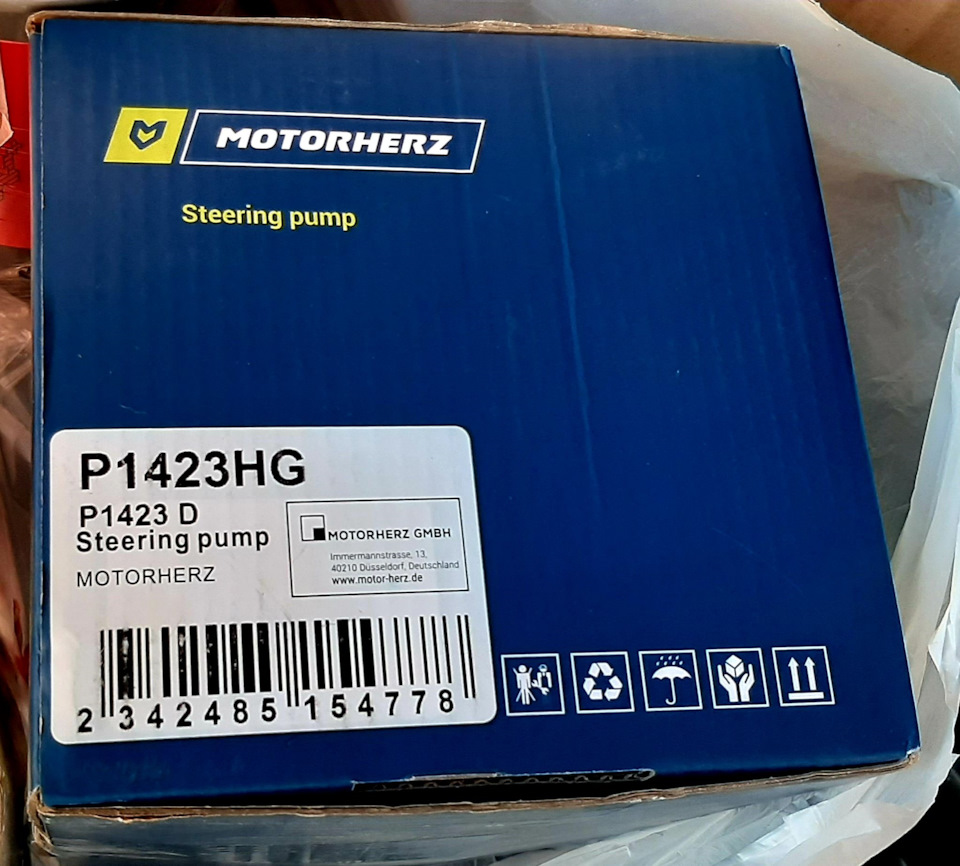 MOTORHERZ
Steering pump
P1423HG
P1423 D
Steering pump
MOTORHERZ
MOTORHERZ GMBH
Immermannstrasse, 13,
40210 Düsseldorf, Deutschland
www.motor-herz.de
2 342485 154778